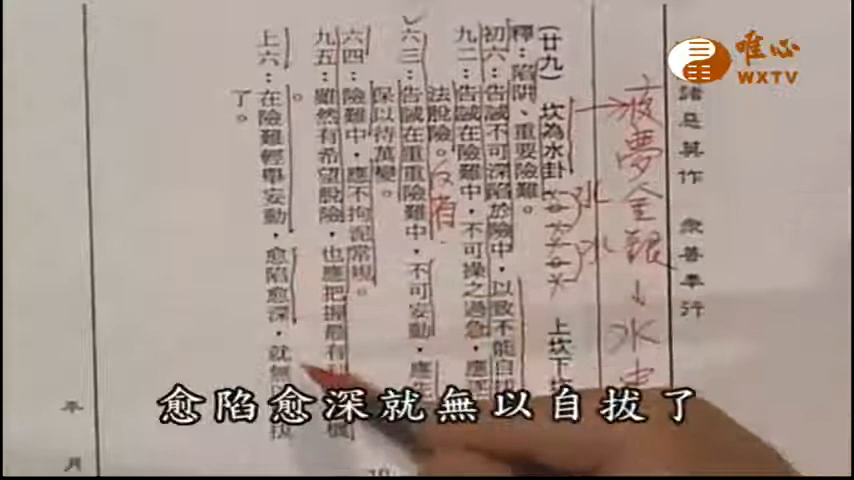 唯心
WXTV
諸惡莫作 眾善奉行
夢金
水
(廿九) 坎為水卦
水
水
上坎下坎
釋:陷阱、重要險難。
初六:告誡不可深陷於險中,以致不能自拔
九二:告誡在險難中,不可操之過急,應
法脫險。
六三:告誡在重重險難中,不可妄動,應
保以待萬變。
六四:險難中,應不拘泥常規。
九五:雖然有希望脫險,也應把握最有
。
上六:在險難輕舉妄動,愈陷愈深,就無
了。
年 月
愈陷愈深就無以自拔了